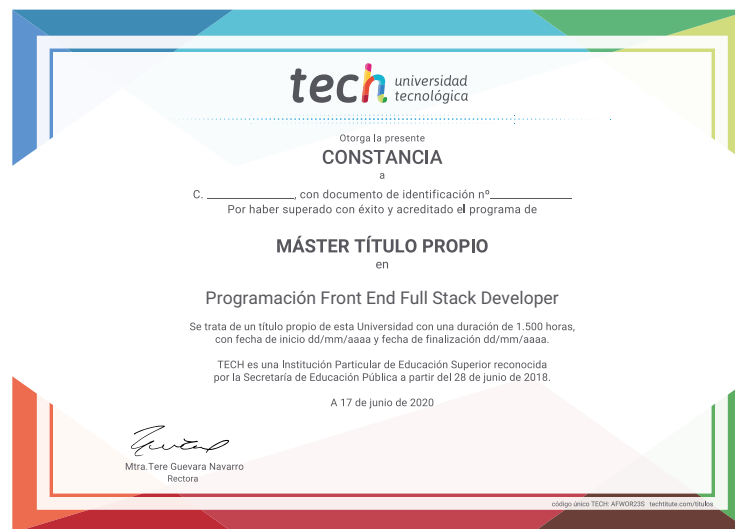 tech universidad
tecnológica
Otorga la presente
CONSTANCIA
a
C. ________________, con documento de identificación nº______________
Por haber superado con éxito y acreditado el programa de
MÁSTER TÍTULO PROPIO
en
Programación Front End Full Stack Developer
Se trata de un título propio de esta Universidad con una duración de 1.500 horas,
con fecha de inicio dd/mm/aaaa y fecha de finalización dd/mm/aaaa.
TECH es una Institución Particular de Educación Superior reconocida
por la Secretaría de Educación Pública a partir del 28 de junio de 2018.
A 17 de junio de 2020
Mtra.Tere Guevara Navarro
Rectora
código único TECH: AFWOR23S techtitute.com/titulos